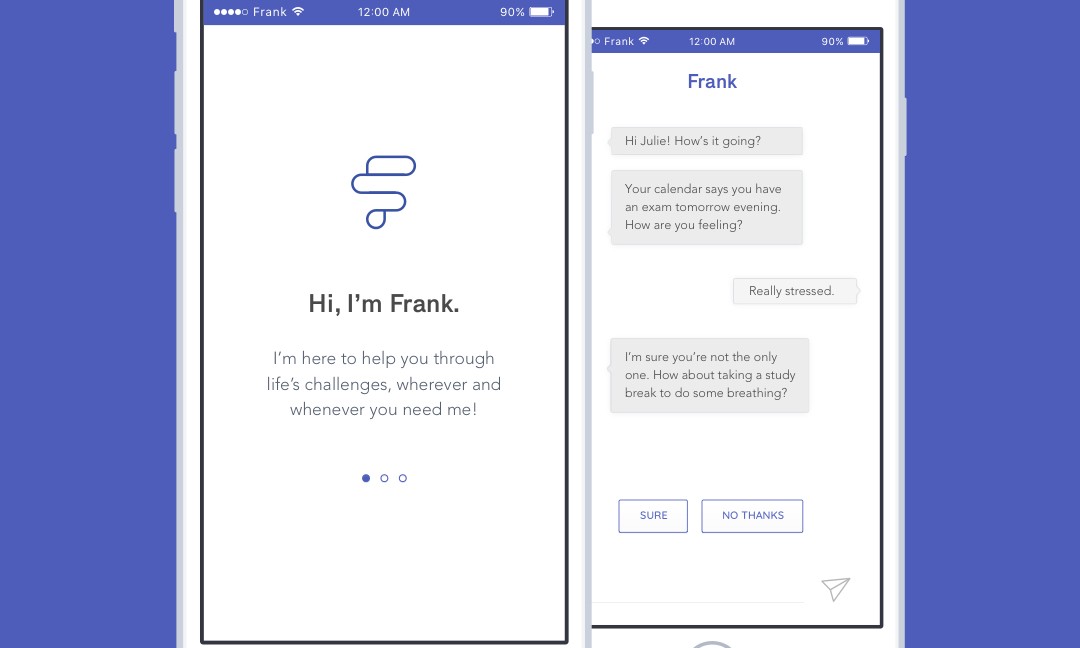 Frank
12:00 AM
90%
Hi, I’m Frank.
I’m here to help you through
life’s challenges, wherever and
whenever you need me!
Frank
12:00 AM
90%
Frank
Hi Julie! How’s it going?
Your calendar says you have
an exam tomorrow evening.
How are you feeling?
Really stressed.
I’m sure you’re not the only
one. How about taking a study
break to do some breathing?
SURE
NO THANKS